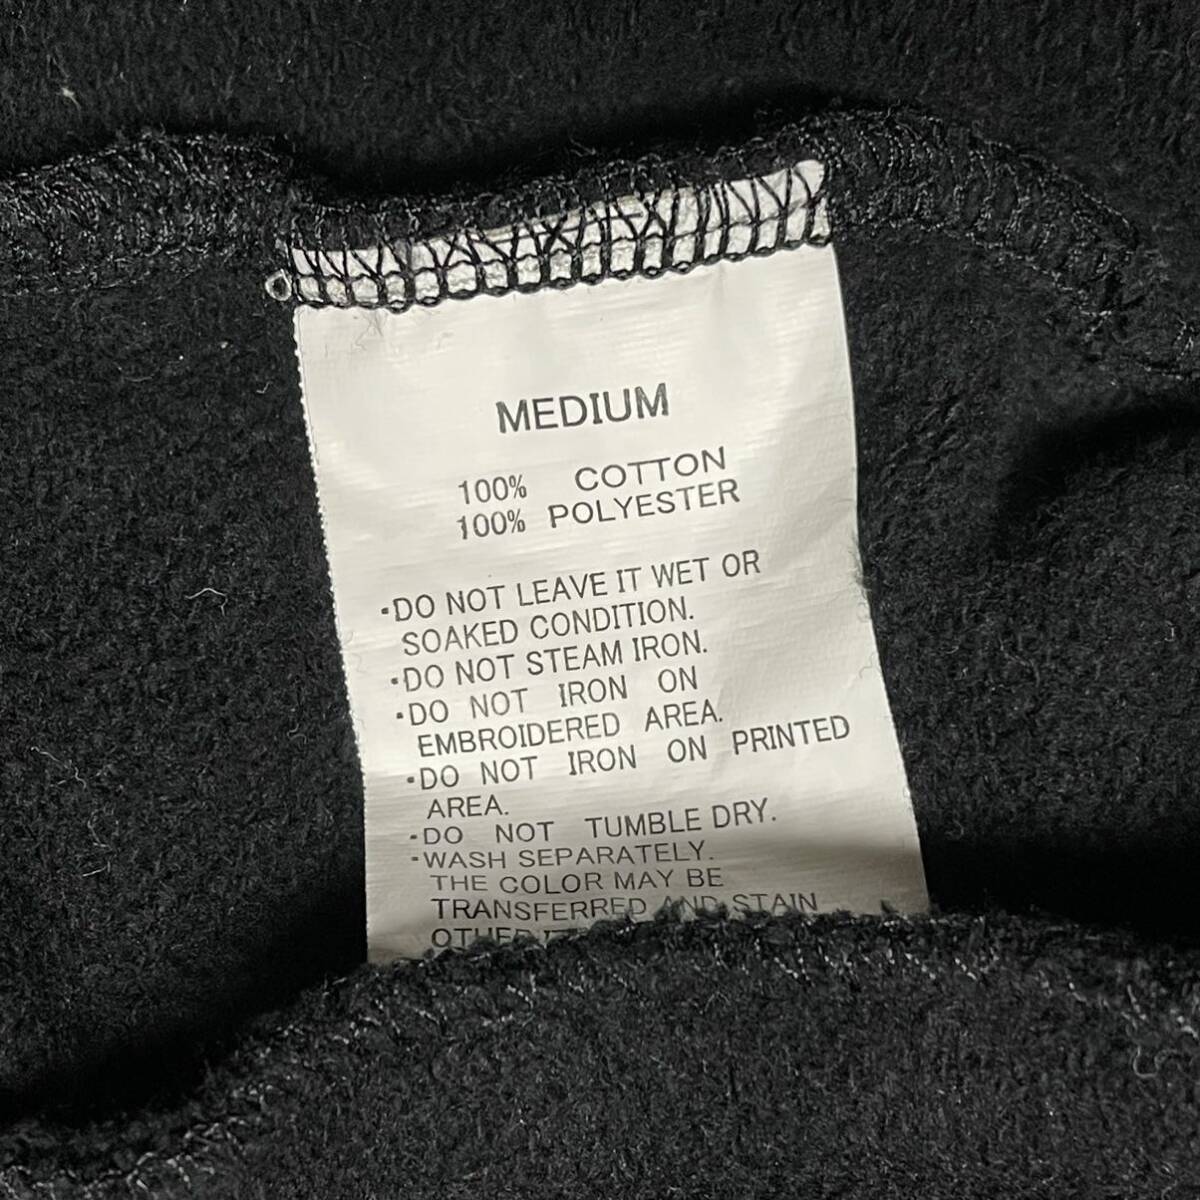 MEDIUM
100% COTTON
100% POLYESTER
·DO NOT LEAVE IT WET OR
SOAKED CONDITION.
·DO NOT STEAM IRON.
·DO NOT IRON ON
EMBROIDERED AREA.
·DO NOT IRON ON PRINTED
AREA.
·DO NOT TUMBLE DRY.
·WASH SEPARATELY.
THE COLOR MAY BE
TRANSFERRED AND STAIN